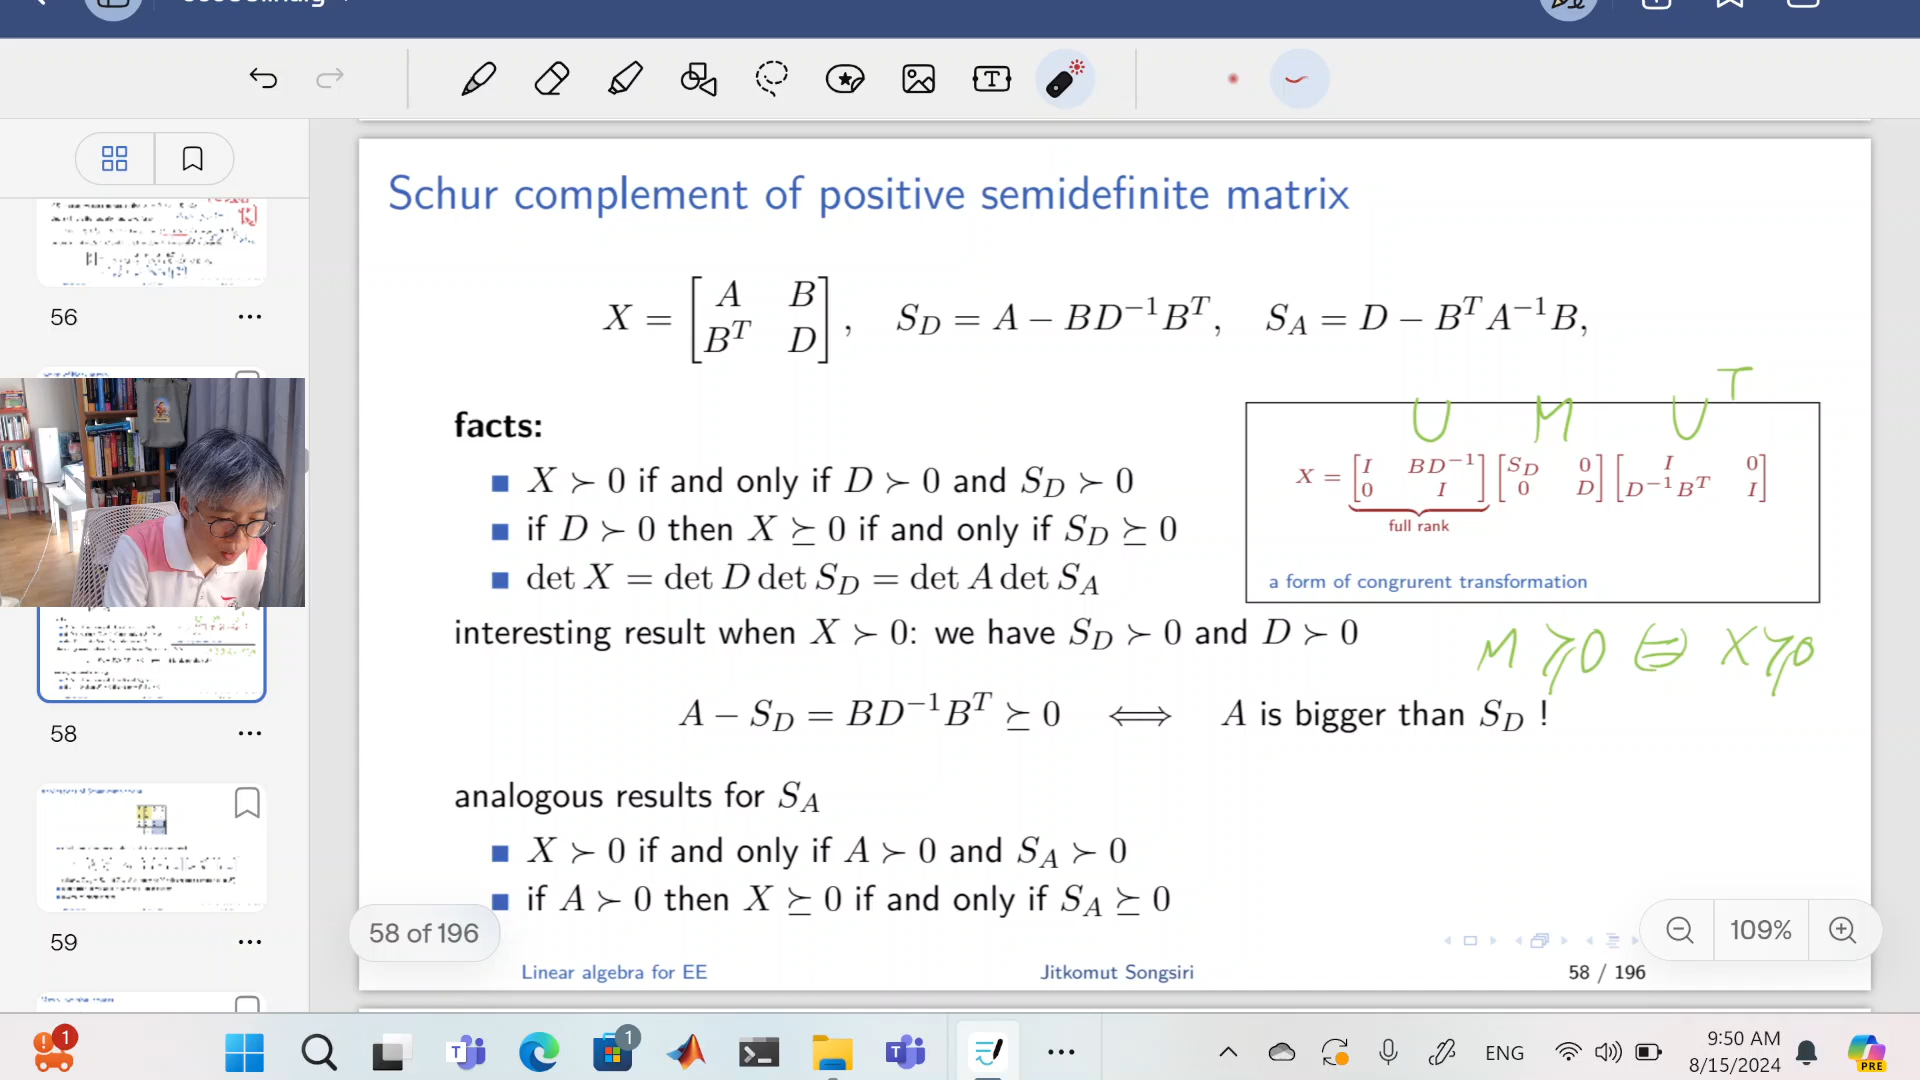 Schur complement of positive semidefinite matrix
X = [A B; B^T D], S_D = A − BD^{−1}B^T, S_A = D − B^T A^{−1}B,
facts:
■ X ≻ 0 if and only if D ≻ 0 and S_D ≻ 0
■ if D ≻ 0 then X ⪰ 0 if and only if S_D ⪰ 0
■ det X = det D det S_D = det A det S_A
U M U^T
X = [I BD^{−1}; 0 I] [S_D 0; 0 D] [I 0; D^{−1}B^T I]
full rank
a form of congrurent transformation
interesting result when X ≻ 0: we have S_D ≻ 0 and D ≻ 0
M ⪰ 0 ⇔ X ⪰ 0
A − S_D = BD^{−1}B^T ⪰ 0 ⟺ A is bigger than S_D !
analogous results for S_A
■ X ≻ 0 if and only if A ≻ 0 and S_A ≻ 0
■ if A ≻ 0 then X ⪰ 0 if and only if S_A ⪰ 0
Linear algebra for EE
Jitkomut Songsiri
58 / 196
58 of 196
109%
56
58
59
1
1
ENG
9:50 AM
8/15/2024
PRE